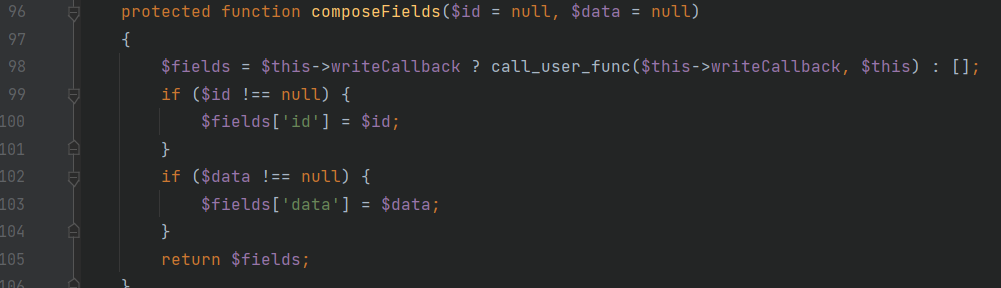 96 protected function composeFields($id = null, $data = null)
97 {
98 $fields = $this->writeCallback ? call_user_func($this->writeCallback, $this) : [];
99 if ($id !== null) {
100 $fields['id'] = $id;
101 }
102 if ($data !== null) {
103 $fields['data'] = $data;
104 }
105 return $fields;
106 }